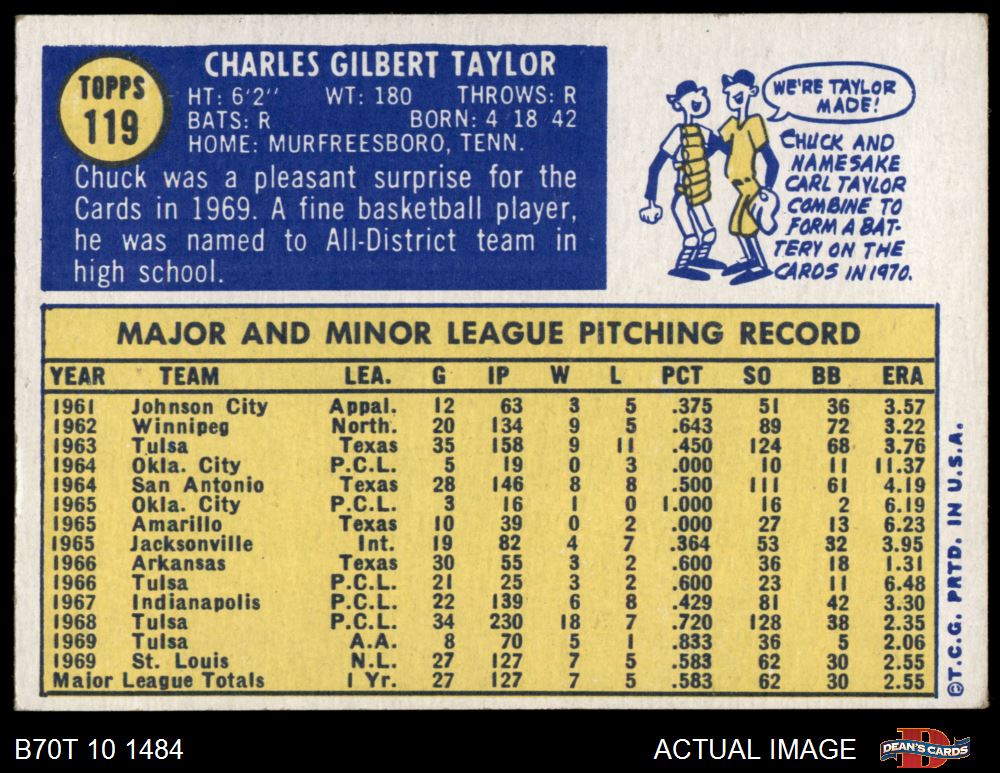 TOPPS
119
CHARLES GILBERT TAYLOR
HT: 6'2" WT: 180 THROWS: R
BATS: R BORN: 4 18 42
HOME: MURFREESBORO, TENN.
Chuck was a pleasant surprise for the
Cards in 1969. A fine basketball player,
he was named to All-District team in
high school.
WE'RE TAYLOR
MADE!
CHUCK AND
NAMESAKE
CARL TAYLOR
COMBINE TO
FORM A BAT-
TERY ON THE
CARDS IN 1970.
MAJOR AND MINOR LEAGUE PITCHING RECORD
YEAR TEAM LEA. G IP W L PCT SO BB ERA
1961 Johnson City Appal. 12 63 3 5 .375 51 36 3.57
1962 Winnipeg North. 20 134 9 5 .643 89 72 3.22
1963 Tulsa Texas 35 158 9 11 .450 124 68 3.76
1964 Okla. City P.C.L. 5 19 0 3 .000 10 11 11.37
1964 San Antonio Texas 28 146 8 8 .500 111 61 4.19
1965 Okla. City P.C.L. 3 16 1 0 1.000 16 2 6.19
1965 Amarillo Texas 10 39 0 2 .000 27 13 6.23
1965 Jacksonville Int. 19 82 4 7 .364 53 32 3.95
1966 Arkansas Texas 30 55 3 2 .600 36 18 1.31
1966 Tulsa P.C.L. 21 25 3 2 .600 23 11 6.48
1967 Indianapolis P.C.L. 22 139 6 8 .429 81 42 3.30
1968 Tulsa P.C.L. 34 230 18 7 .720 128 38 2.35
1969 Tulsa A.A. 8 70 5 1 .833 36 5 2.06
1969 St. Louis N.L. 27 127 7 5 .583 62 30 2.55
Major League Totals 1 Yr. 27 127 7 5 .583 62 30 2.55
©T.C.G. PRTD. IN U.S.A.
B70T 10 1484
ACTUAL IMAGE
D
DEAN'S CARDS